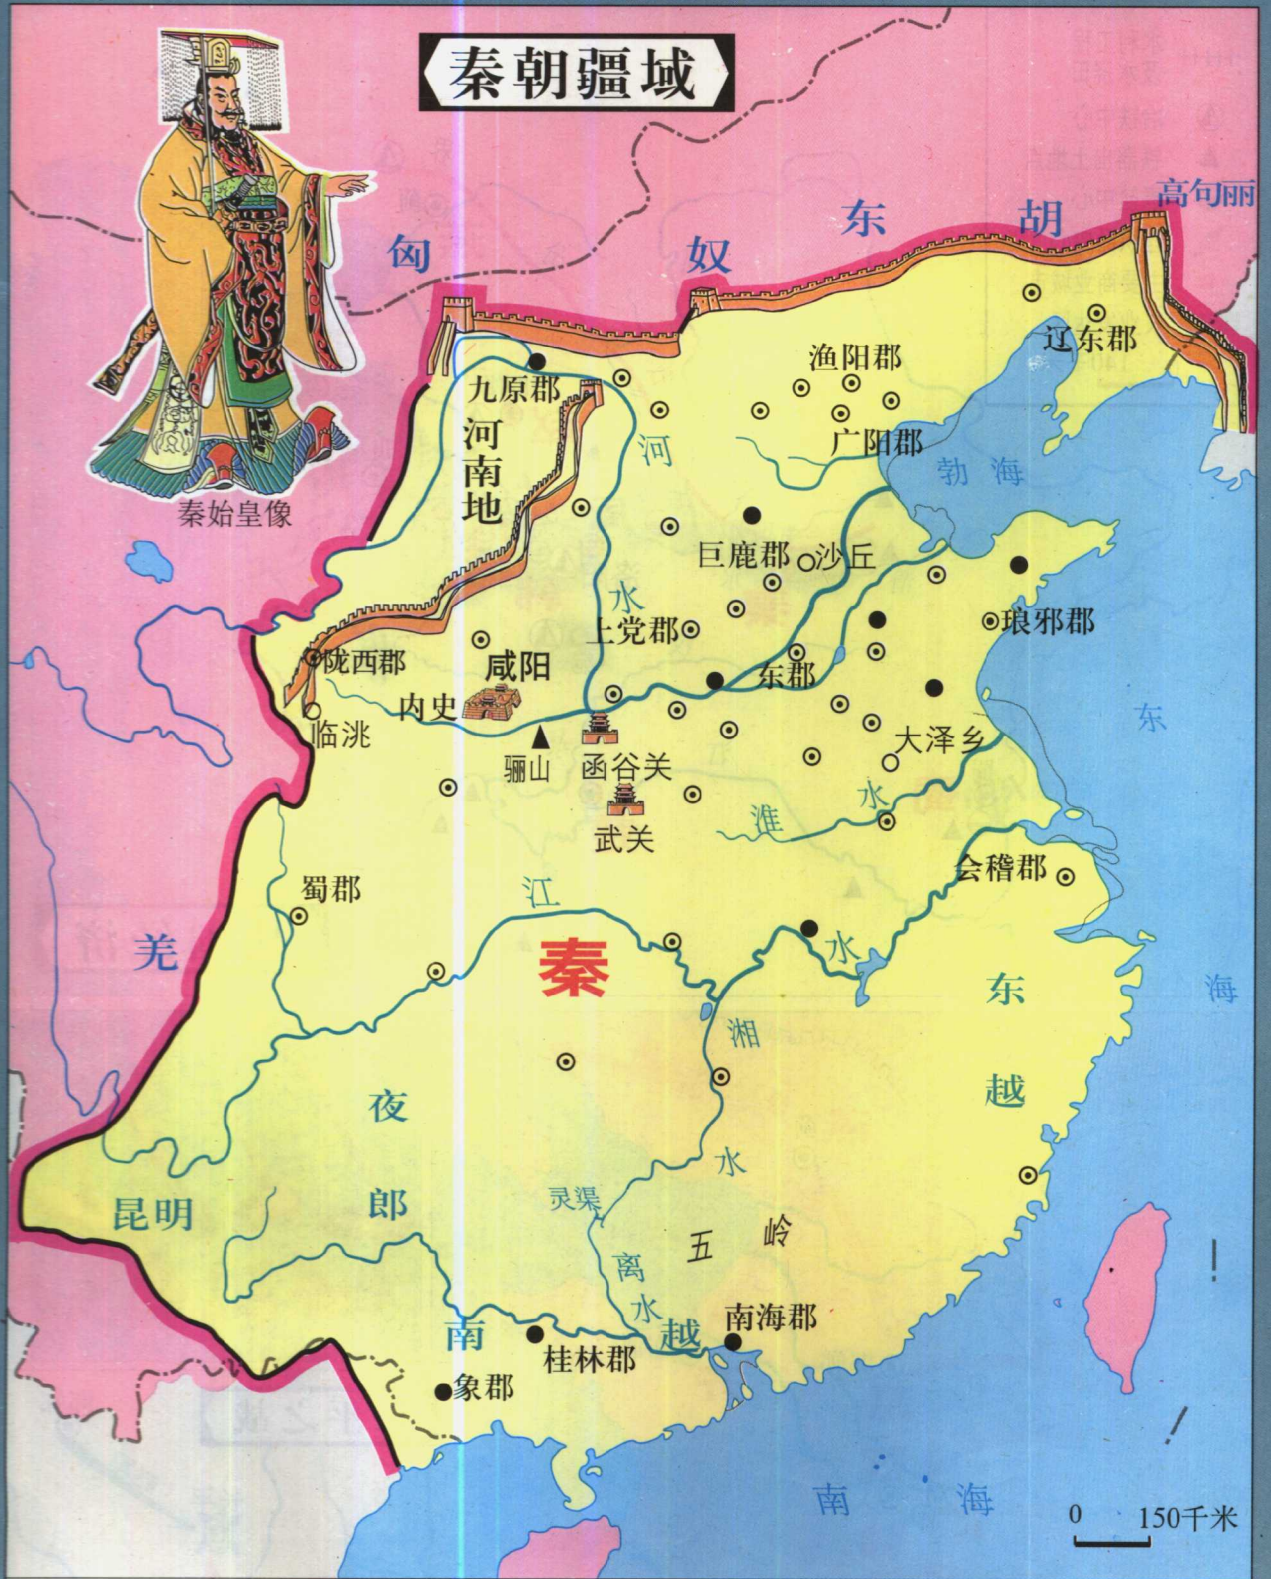 秦朝疆域
高句丽
东胡
匈奴
辽东郡
渔阳郡
九原郡
广阳郡
河南地
河水
勃海
秦始皇像
巨鹿郡
沙丘
上党郡
琅邪郡
陇西郡
咸阳
东郡
内史
临洮
东海
大泽乡
骊山
函谷关
武关
淮水
会稽郡
蜀郡
江水
羌
秦
东越
湘水
夜郎
昆明
灵渠
五岭
离水
南越
南海郡
桂林郡
象郡
南海
0 150千米